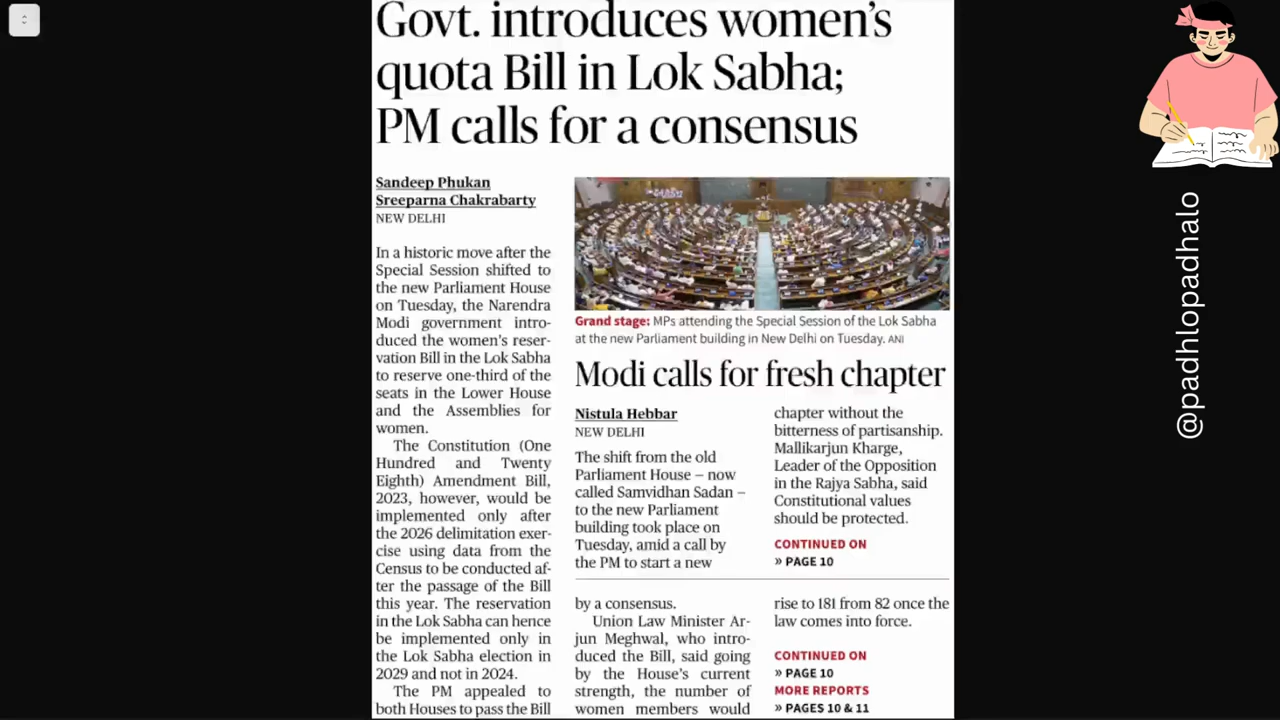 Govt. introduces women's
quota Bill in Lok Sabha;
PM calls for a consensus
Sandeep Phukan
Sreeparna Chakrabarty
NEW DELHI
In a historic move after the
Special Session shifted to
the new Parliament House
on Tuesday, the Narendra
Modi government intro-
duced the women's reser-
vation Bill in the Lok Sabha
to reserve one-third of the
seats in the Lower House
and the Assemblies for
women.
The Constitution (One
Hundred and Twenty
Eighth) Amendment Bill,
2023, however, would be
implemented only after
the 2026 delimitation exer-
cise using data from the
Census to be conducted af-
ter the passage of the Bill
this year. The reservation
in the Lok Sabha can hence
be implemented only in
the Lok Sabha election in
2029 and not in 2024.
The PM appealed to
both Houses to pass the Bill
Grand stage: MPs attending the Special Session of the Lok Sabha
at the new Parliament building in New Delhi on Tuesday. ANI
Modi calls for fresh chapter
Nistula Hebbar
NEW DELHI
The shift from the old
Parliament House – now
called Samvidhan Sadan –
to the new Parliament
building took place on
Tuesday, amid a call by
the PM to start a new
chapter without the
bitterness of partisanship.
Mallikarjun Kharge,
Leader of the Opposition
in the Rajya Sabha, said
Constitutional values
should be protected.
CONTINUED ON
» PAGE 10
by a consensus.
Union Law Minister Ar-
jun Meghwal, who intro-
duced the Bill, said going
by the House's current
strength, the number of
women members would
rise to 181 from 82 once the
law comes into force.
CONTINUED ON
» PAGE 10
MORE REPORTS
» PAGES 10 & 11
@padhlopadhalo